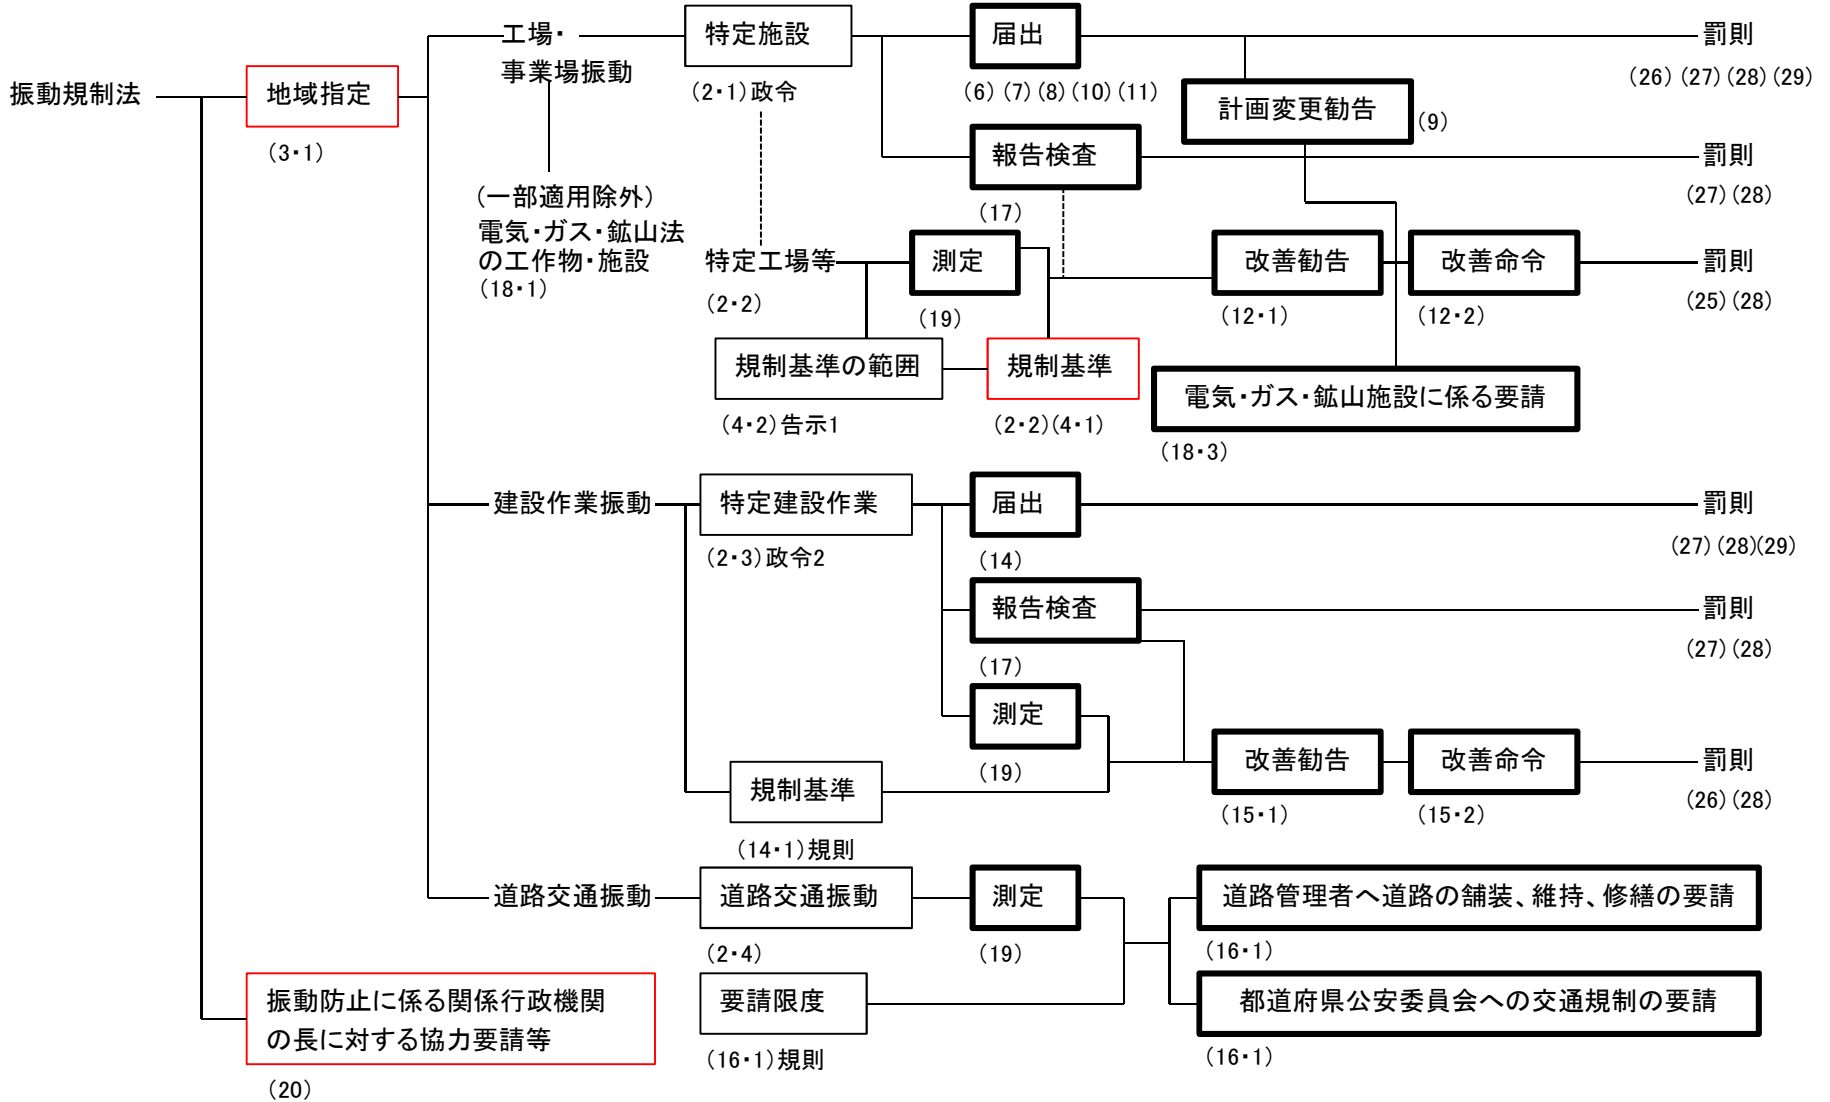 振動規制法
地域指定
(3・1)
工場・
事業場振動
(一部適用除外)
電気・ガス・鉱山法
の工作物・施設
(18・1)
特定施設
(2・1)政令
届出
(6)(7)(8)(10)(11)
計画変更勧告
(9)
罰則
(26)(27)(28)(29)
報告検査
(17)
罰則
(27)(28)
特定工場等
(2・2)
測定
(19)
改善勧告
(12・1)
改善命令
(12・2)
罰則
(25)(28)
規制基準の範囲
(4・2)告示1
規制基準
(2・2)(4・1)
電気・ガス・鉱山施設に係る要請
(18・3)
建設作業振動
特定建設作業
(2・3)政令2
届出
(14)
罰則
(27)(28)(29)
報告検査
(17)
罰則
(27)(28)
測定
(19)
規制基準
(14・1)規則
改善勧告
(15・1)
改善命令
(15・2)
罰則
(26)(28)
道路交通振動
道路交通振動
(2・4)
測定
(19)
要請限度
(16・1)規則
道路管理者へ道路の舗装、維持、修繕の要請
(16・1)
都道府県公安委員会への交通規制の要請
(16・1)
振動防止に係る関係行政機関
の長に対する協力要請等
(20)